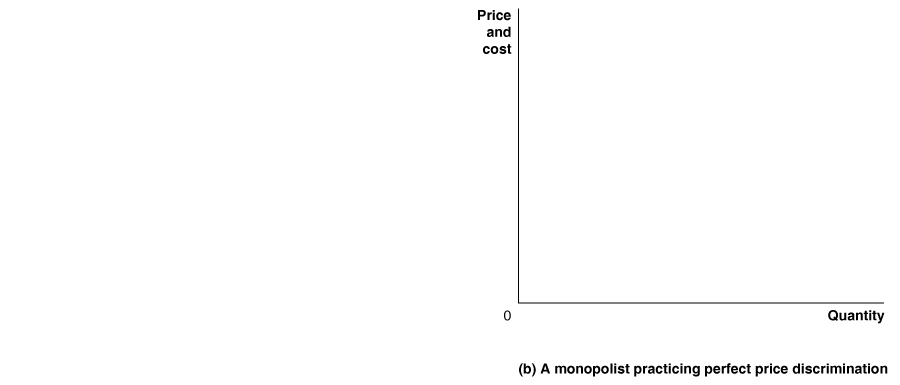 Price
and
cost
0
Quantity
(b) A monopolist practicing perfect price discrimination